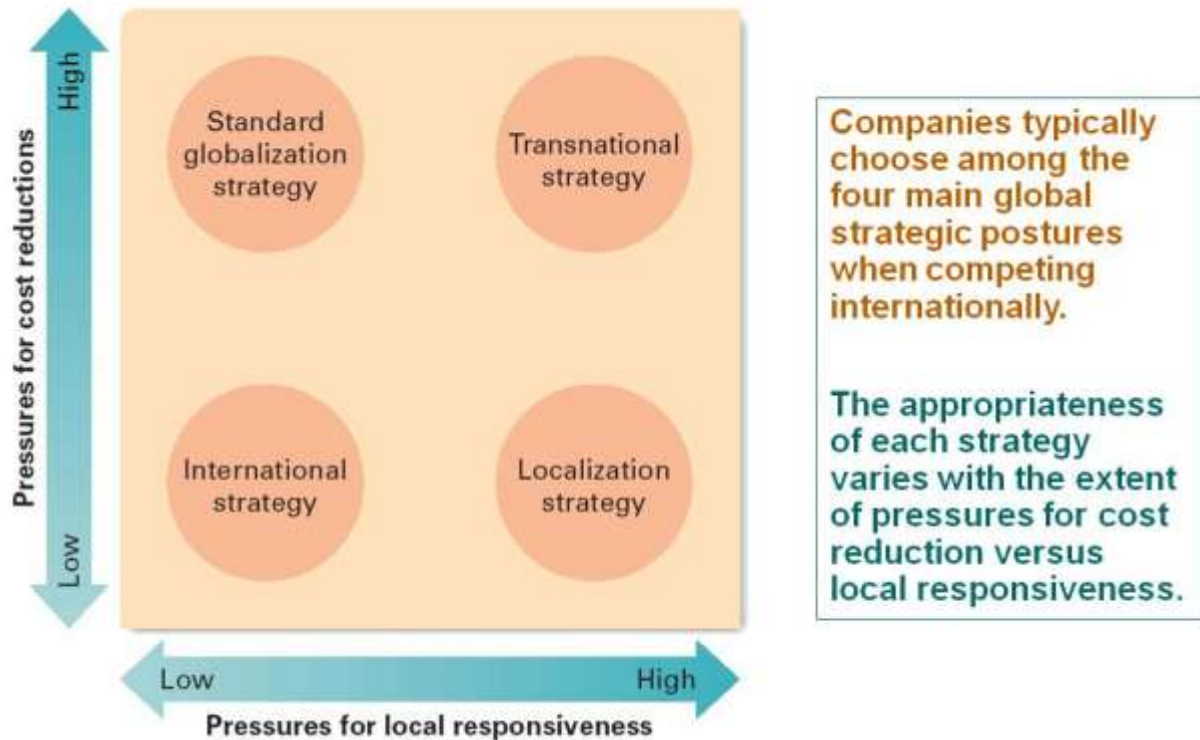 High
Pressures for cost reductions
Low
Standard
globalization
strategy
Transnational
strategy
International
strategy
Localization
strategy
Low
High
Pressures for local responsiveness
Companies typically
choose among the
four main global
strategic postures
when competing
internationally.
The appropriateness
of each strategy
varies with the extent
of pressures for cost
reduction versus
local responsiveness.